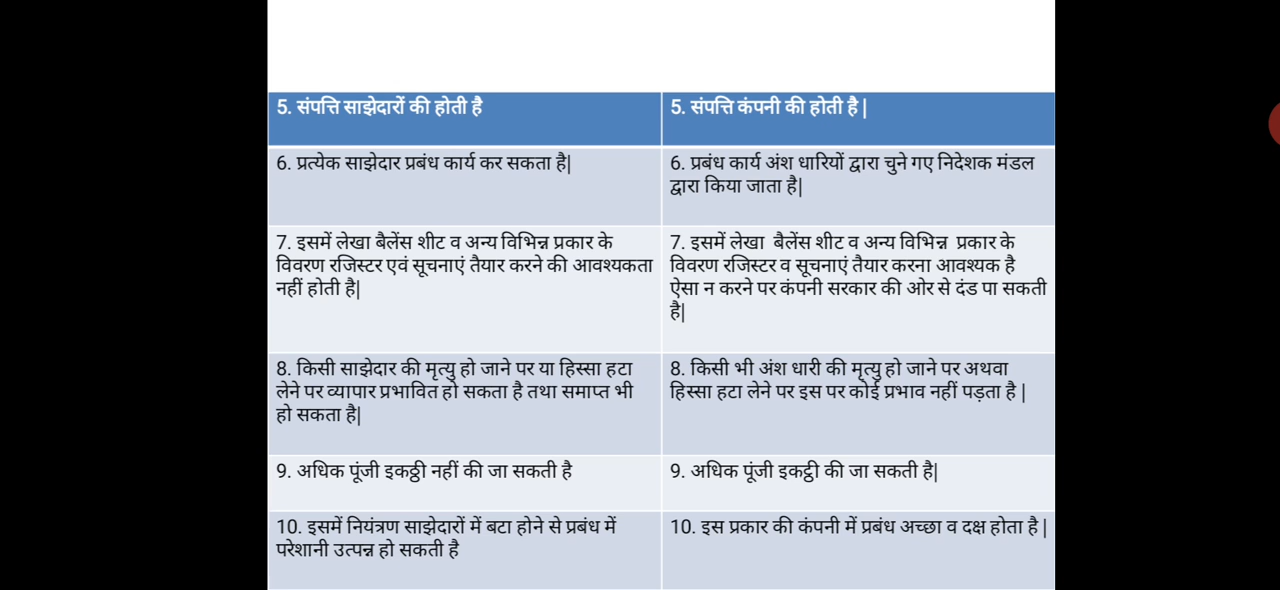 5. संपत्ति साझेदारों की होती है
5. संपत्ति कंपनी की होती है |
6. प्रत्येक साझेदार प्रबंध कार्य कर सकता है|
6. प्रबंध कार्य अंश धारियों द्वारा चुने गए निदेशक मंडल
द्वारा किया जाता है|
7. इसमें लेखा बैलेंस शीट व अन्य विभिन्न प्रकार के
विवरण रजिस्टर एवं सूचनाएं तैयार करने की आवश्यकता
नहीं होती है|
7. इसमें लेखा बैलेंस शीट व अन्य विभिन्न प्रकार के
विवरण रजिस्टर व सूचनाएं तैयार करना आवश्यक है
ऐसा न करने पर कंपनी सरकार की ओर से दंड पा सकती
है|
8. किसी साझेदार की मृत्यु हो जाने पर या हिस्सा हटा
लेने पर व्यापार प्रभावित हो सकता है तथा समाप्त भी
हो सकता है|
8. किसी भी अंश धारी की मृत्यु हो जाने पर अथवा
हिस्सा हटा लेने पर इस पर कोई प्रभाव नहीं पड़ता है |
9. अधिक पूंजी इकठ्ठी नहीं की जा सकती है
9. अधिक पूंजी इकट्ठी की जा सकती है|
10. इसमें नियंत्रण साझेदारों में बटा होने से प्रबंध में
परेशानी उत्पन्न हो सकती है
10. इस प्रकार की कंपनी में प्रबंध अच्छा व दक्ष होता है |